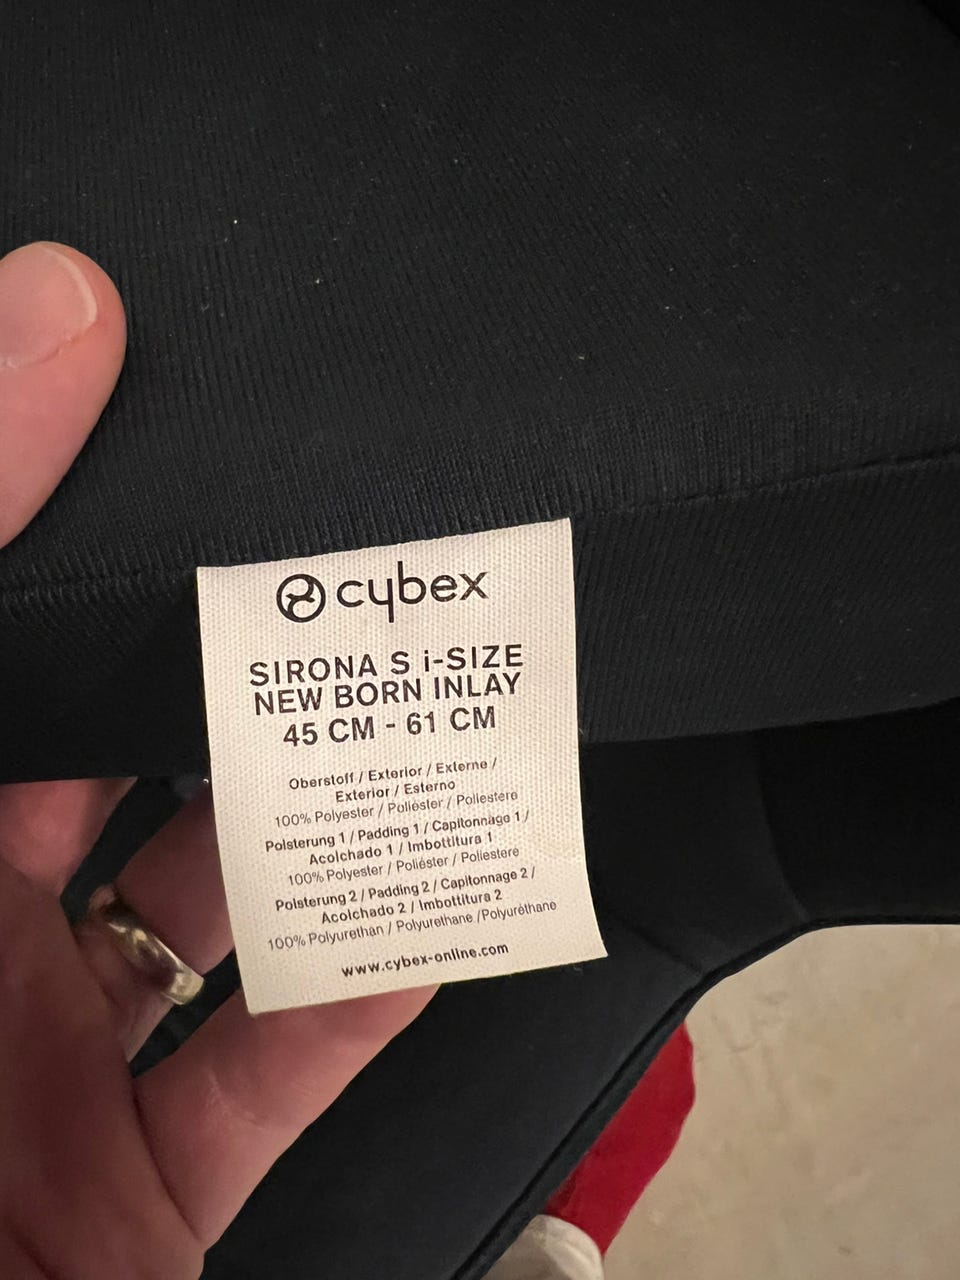 cybex
SIRONA S i-SIZE
NEW BORN INLAY
45 CM - 61 CM
Oberstoff / Exterior / Externe /
Exterior / Esterno
100% Polyester / Poliéster / Poliestere
Polsterung 1 / Padding 1 / Capitonnage 1 /
Acolchado 1 / Imbottitura 1
100% Polyester / Poliéster / Poliestere
Polsterung 2 / Padding 2 / Capitonnage 2 /
Acolchado 2 / Imbottitura 2
100% Polyurethan / Polyurethane /Polyuréthane
www.cybex-online.com